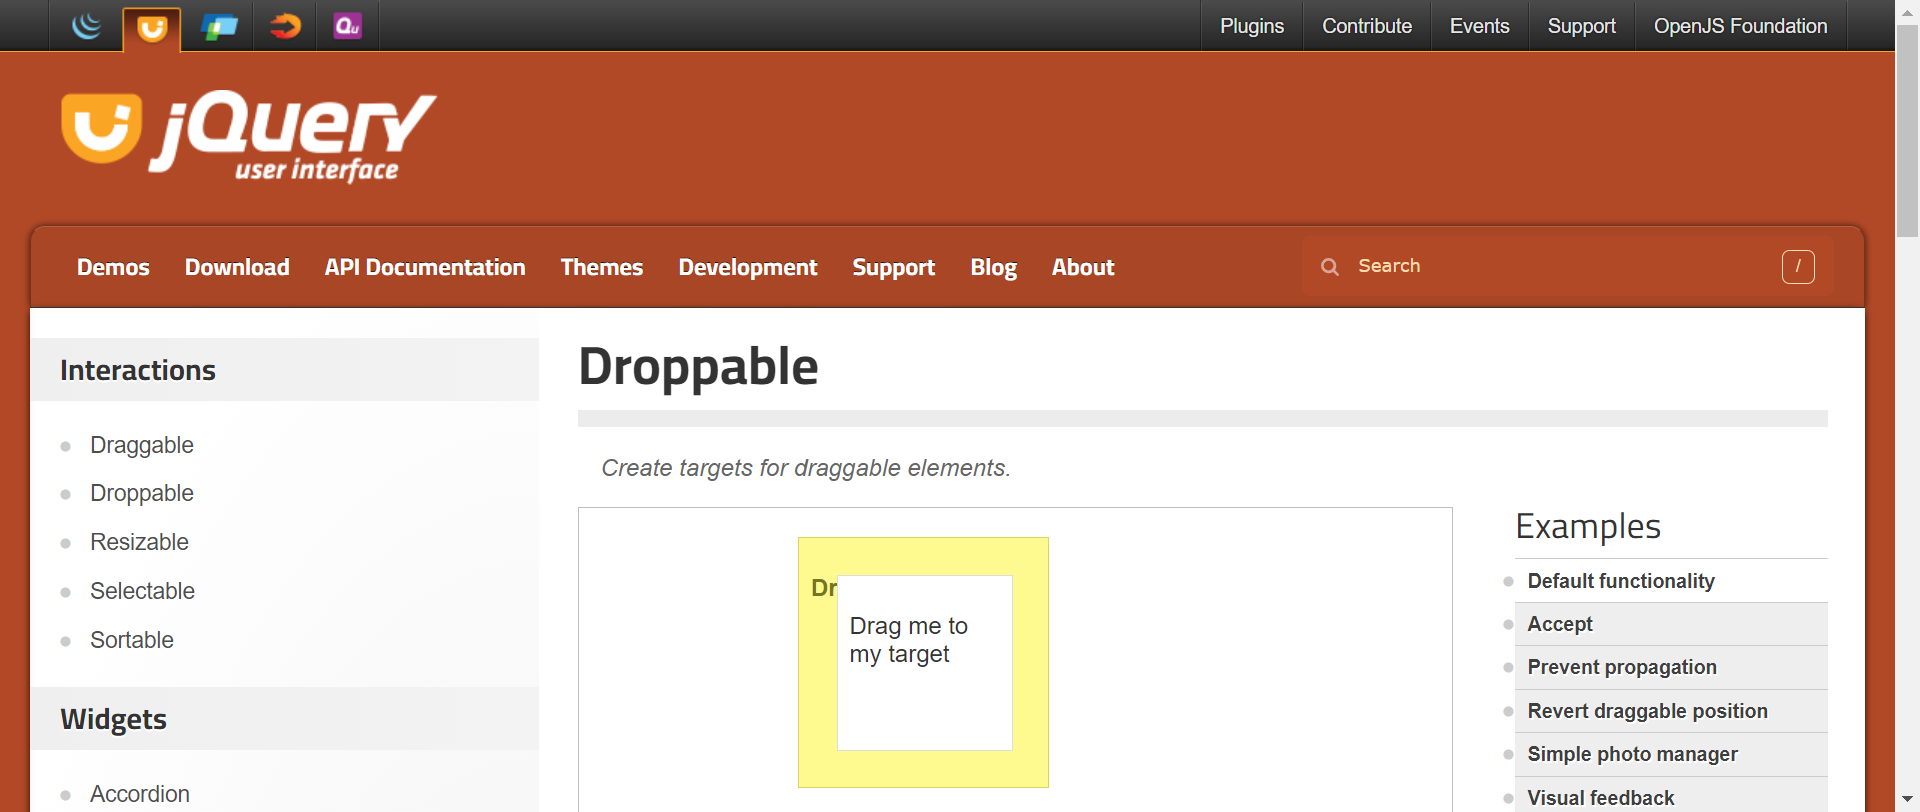 Qu
Plugins
Contribute
Events
Support
OpenJS Foundation
jQuery
user interface
Demos
Download
API Documentation
Themes
Development
Support
Blog
About
Search
/
Interactions
Draggable
Droppable
Resizable
Selectable
Sortable
Widgets
Accordion
Droppable
Create targets for draggable elements.
Dr
Drag me to
my target
Examples
Default functionality
Accept
Prevent propagation
Revert draggable position
Simple photo manager
Visual feedback